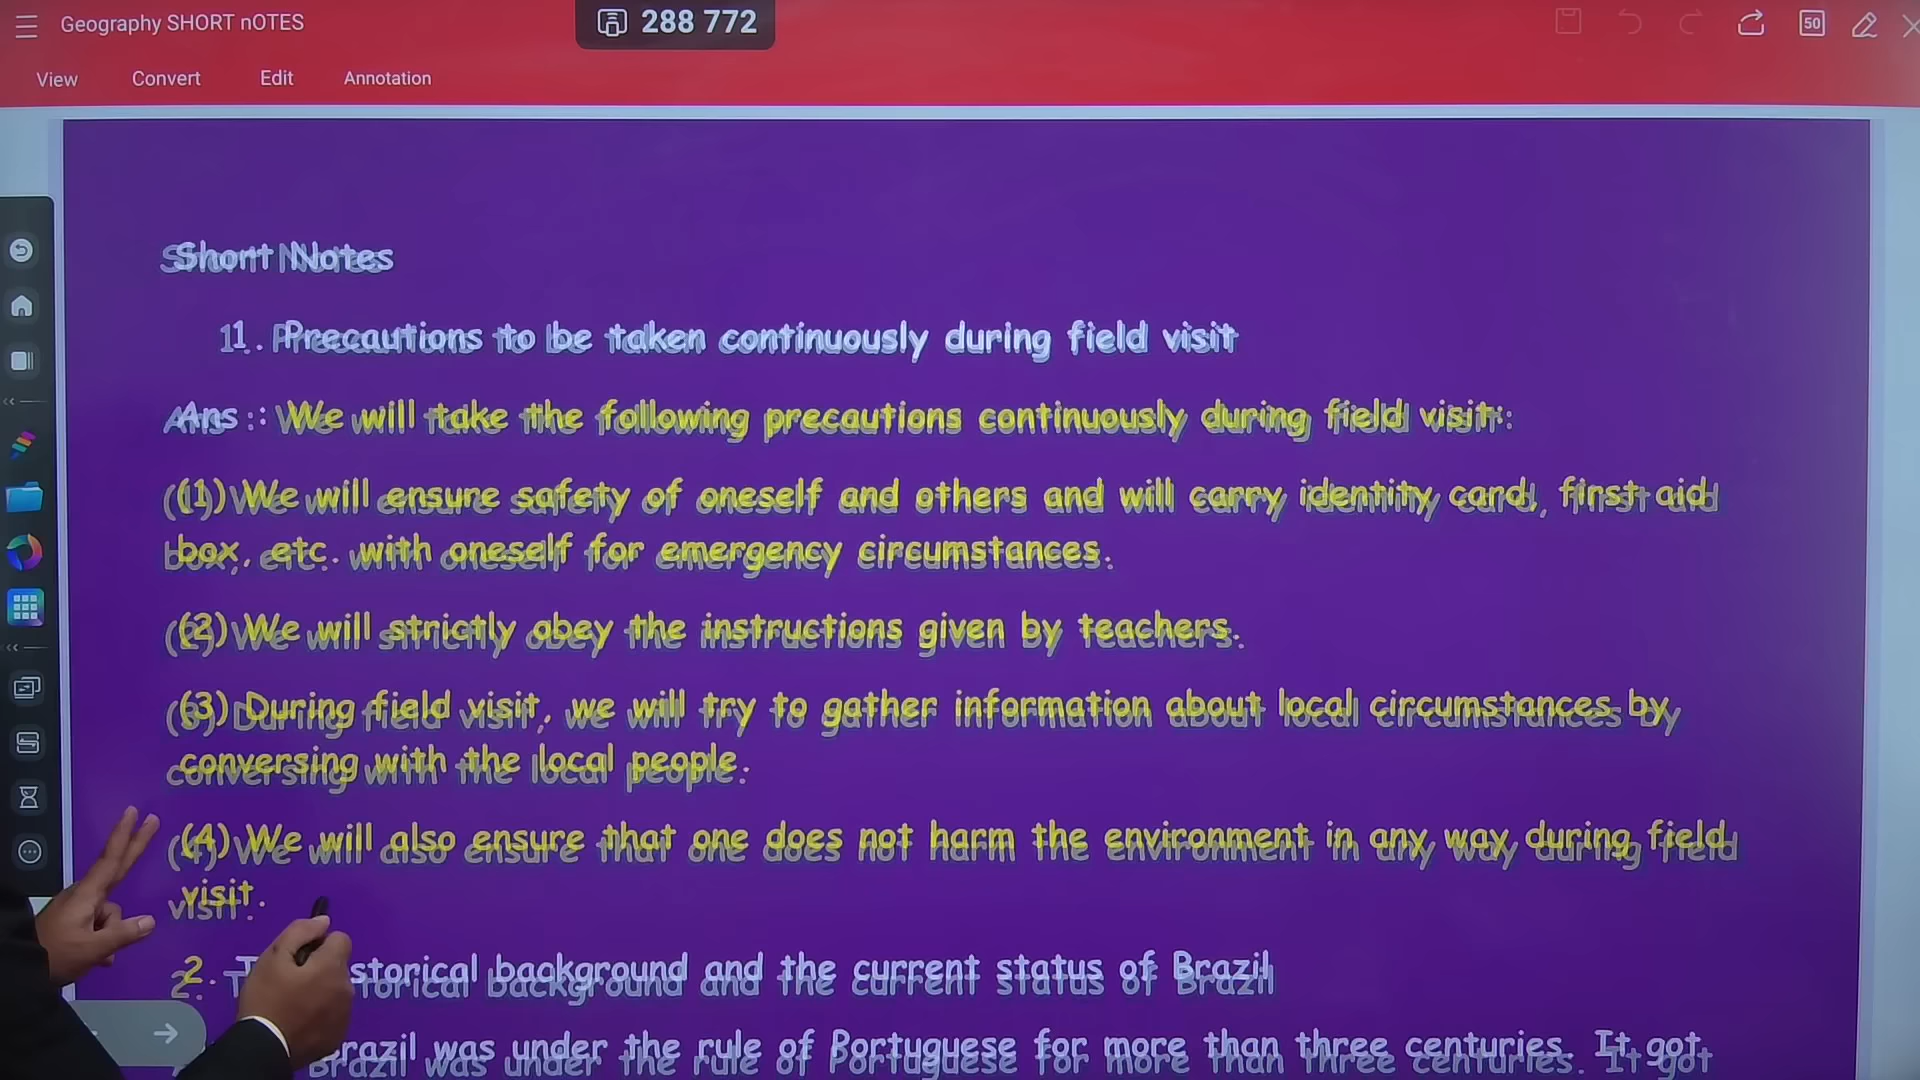 Geography SHORT nOTES
288 772
50
View Convert Edit Annotation
Short Notes
1. Precautions to be taken continuously during field visit
Ans : We will take the following precautions continuously during field visit:
(1) We will ensure safety of oneself and others and will carry identity card, first aid
box, etc. with oneself for emergency circumstances.
(2) We will strictly obey the instructions given by teachers.
(3) During field visit, we will try to gather information about local circumstances by
conversing with the local people.
(4) We will also ensure that one does not harm the environment in any way during field
visit.
2. storical background and the current status of Brazil
Brazil was under the rule of Portuguese for more than three centuries. It got